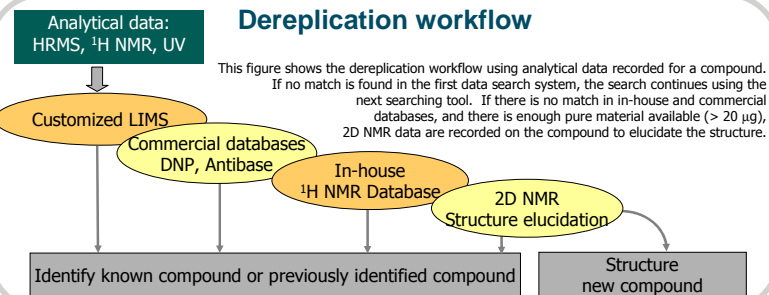 Analytical data:
HRMS, ¹H NMR, UV
Dereplication workflow
This figure shows the dereplication workflow using analytical data recorded for a compound.
If no match is found in the first data search system, the search continues using the
next searching tool. If there is no match in in-house and commercial
databases, and there is enough pure material available (> 20 μg),
2D NMR data are recorded on the compound to elucidate the structure.
Customized LIMS
Commercial databases
DNP, Antibase
In-house
¹H NMR Database
2D NMR
Structure elucidation
Identify known compound or previously identified compound
Structure
new compound